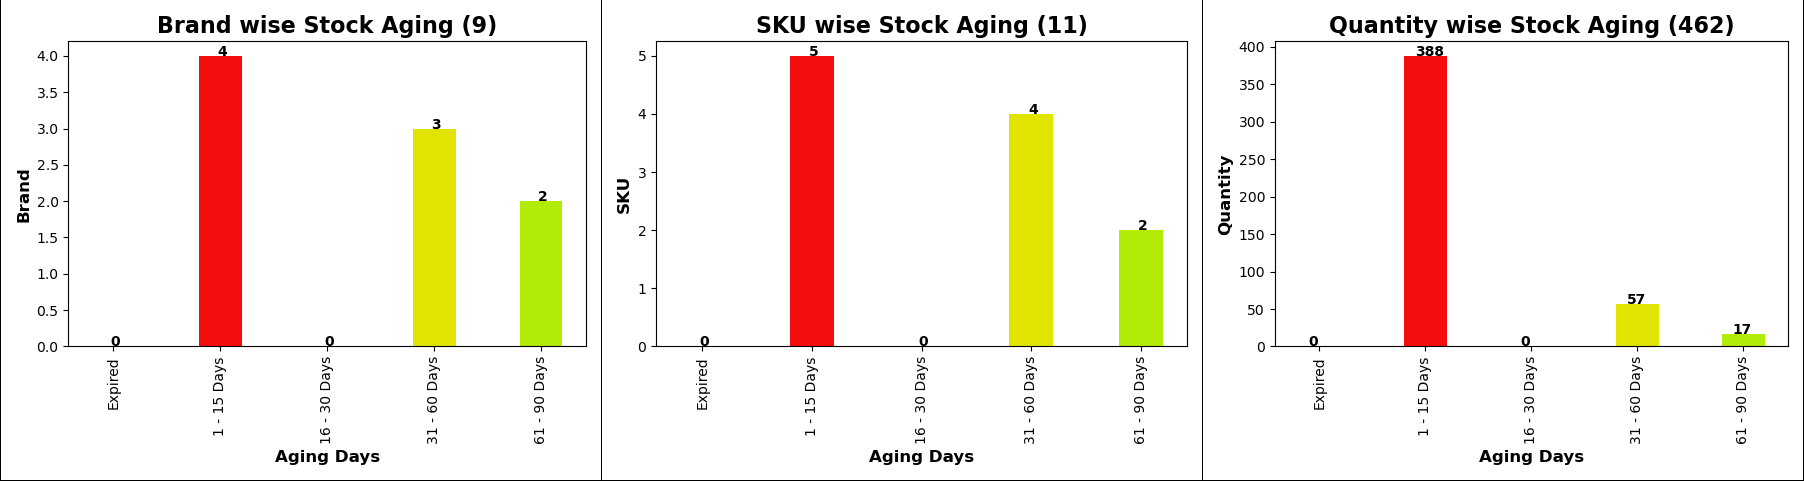 Brand wise Stock Aging (9)
4.0
3.5
3.0
2.5
2.0
1.5
1.0
0.5
0.0
Brand
0
4
0
3
2
Expired
1 - 15 Days
16 - 30 Days
31 - 60 Days
61 - 90 Days
Aging Days
SKU wise Stock Aging (11)
5
4
3
2
1
0
SKU
0
5
0
4
2
Expired
1 - 15 Days
16 - 30 Days
31 - 60 Days
61 - 90 Days
Aging Days
Quantity wise Stock Aging (462)
400
350
300
250
200
150
100
50
0
Quantity
0
388
0
57
17
Expired
1 - 15 Days
16 - 30 Days
31 - 60 Days
61 - 90 Days
Aging Days